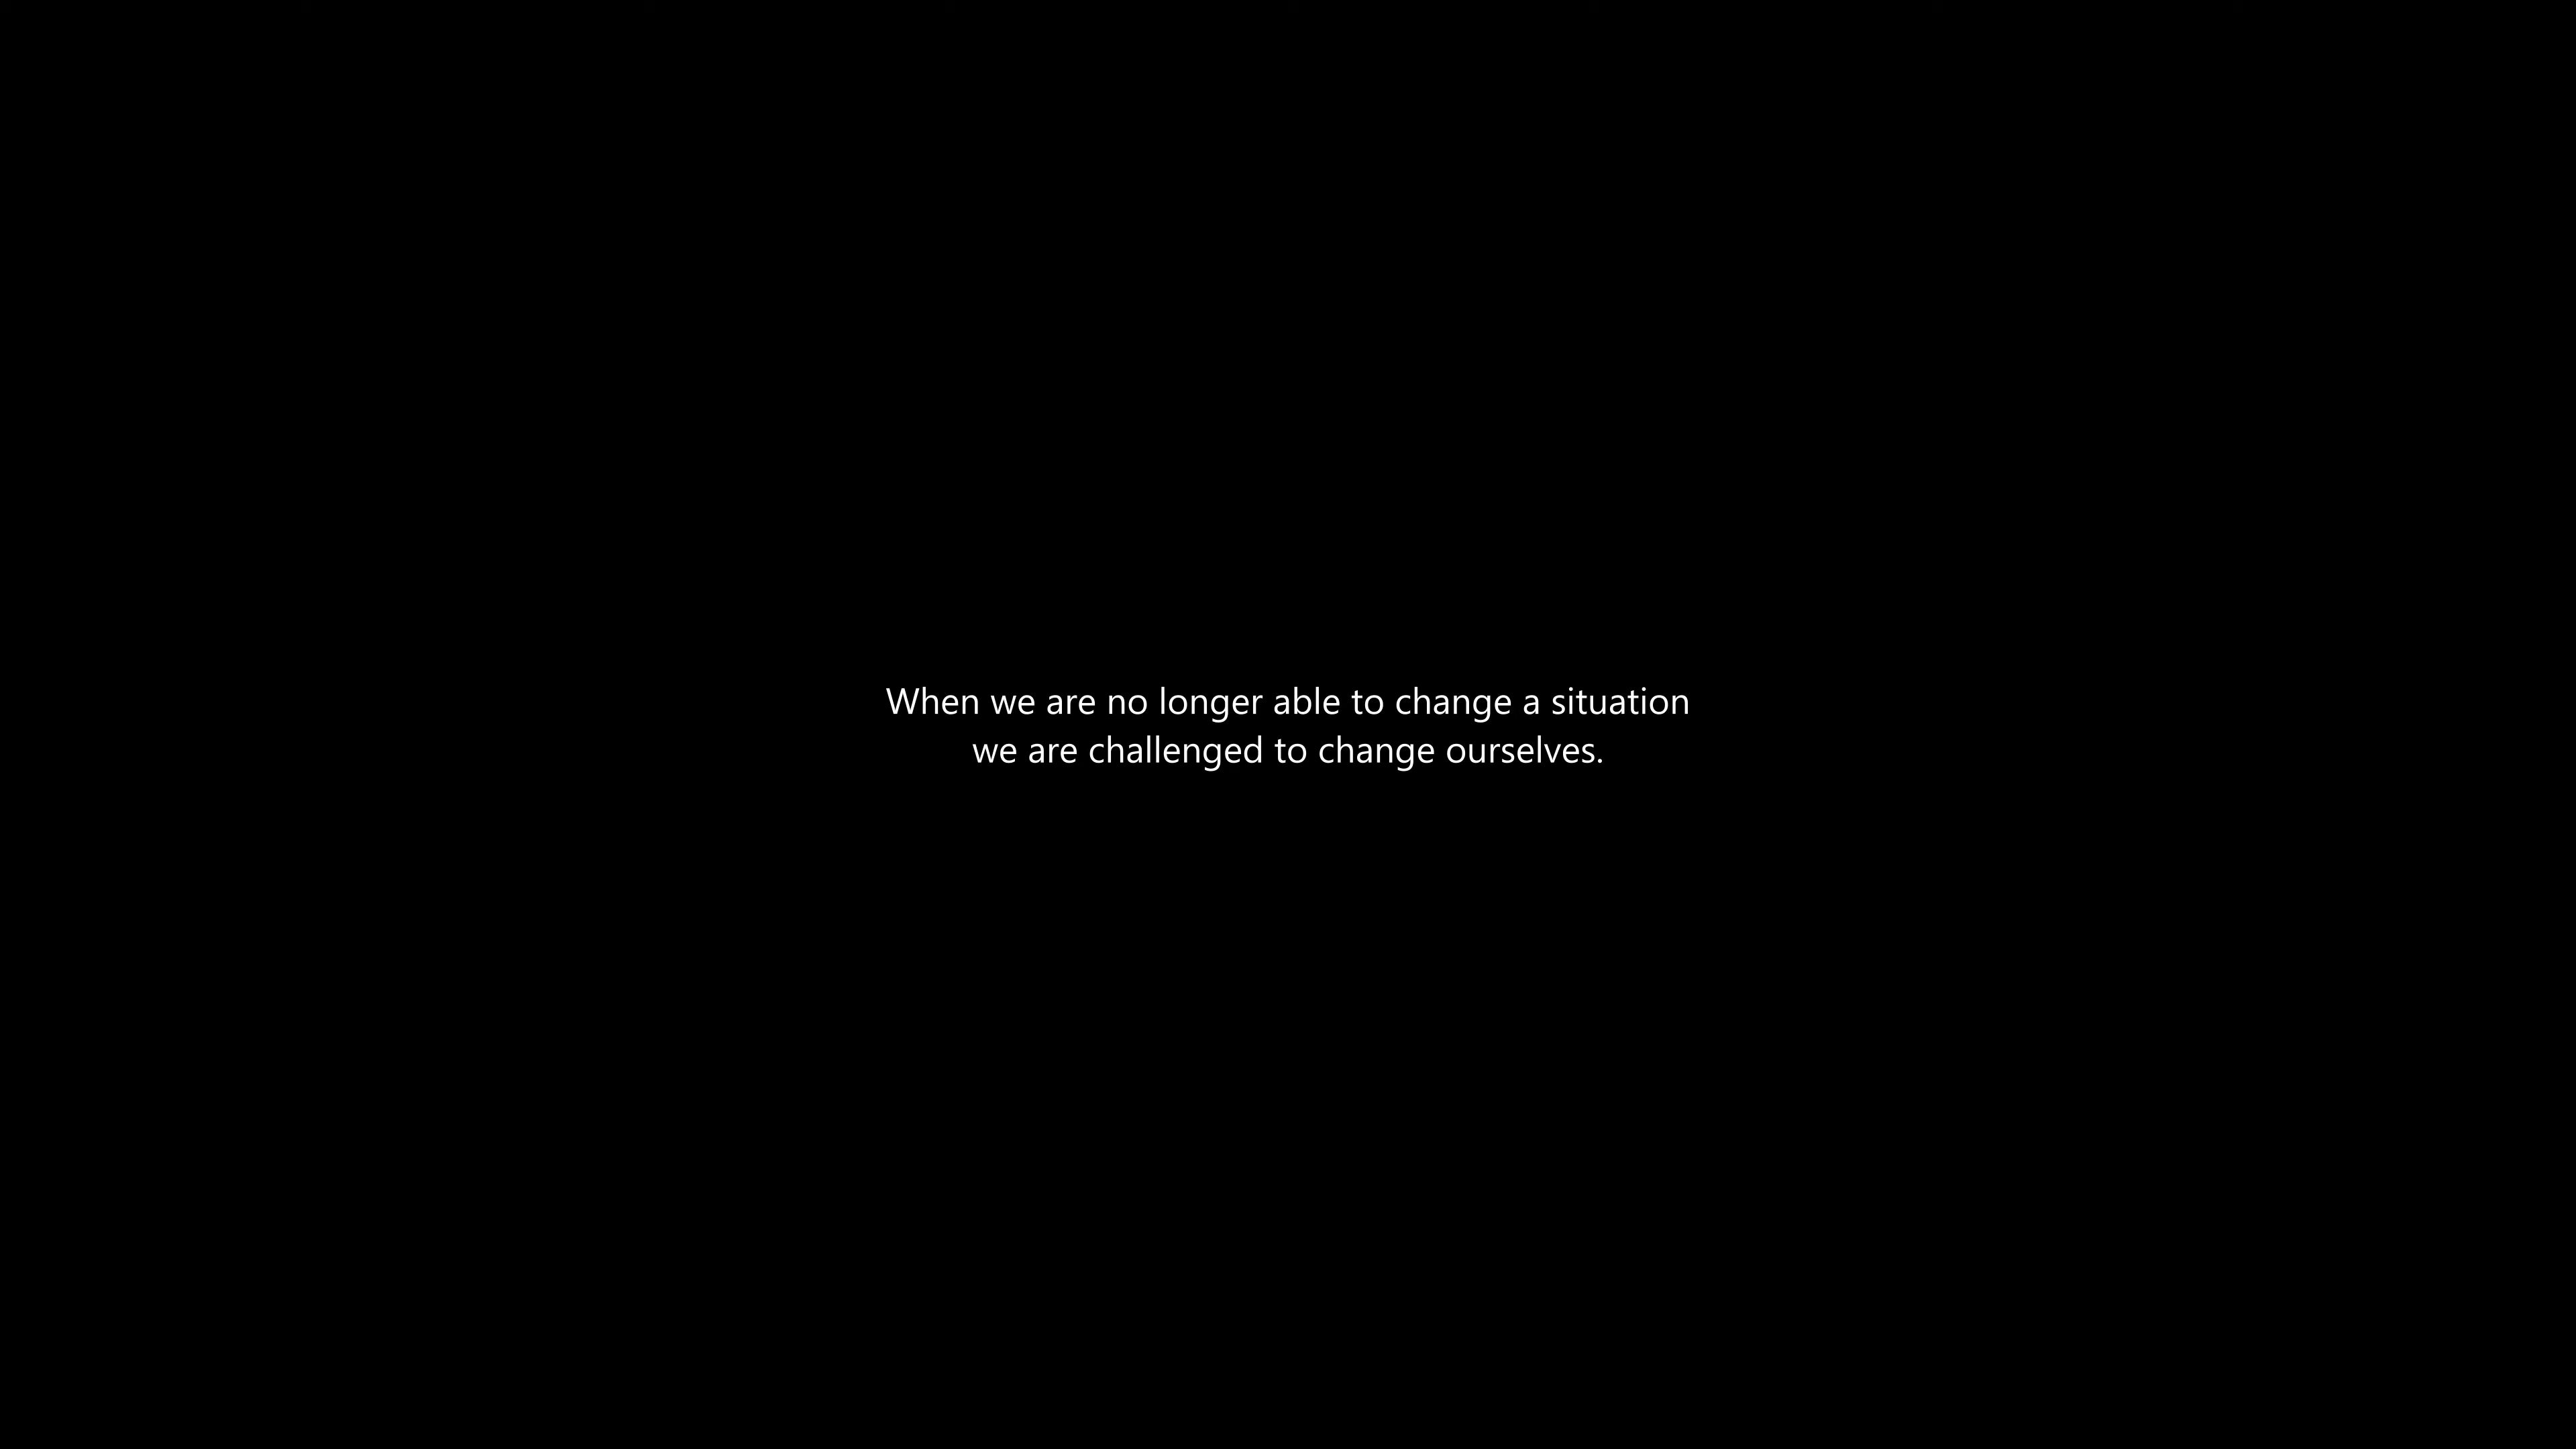 When we are no longer able to change a situation
we are challenged to change ourselves.